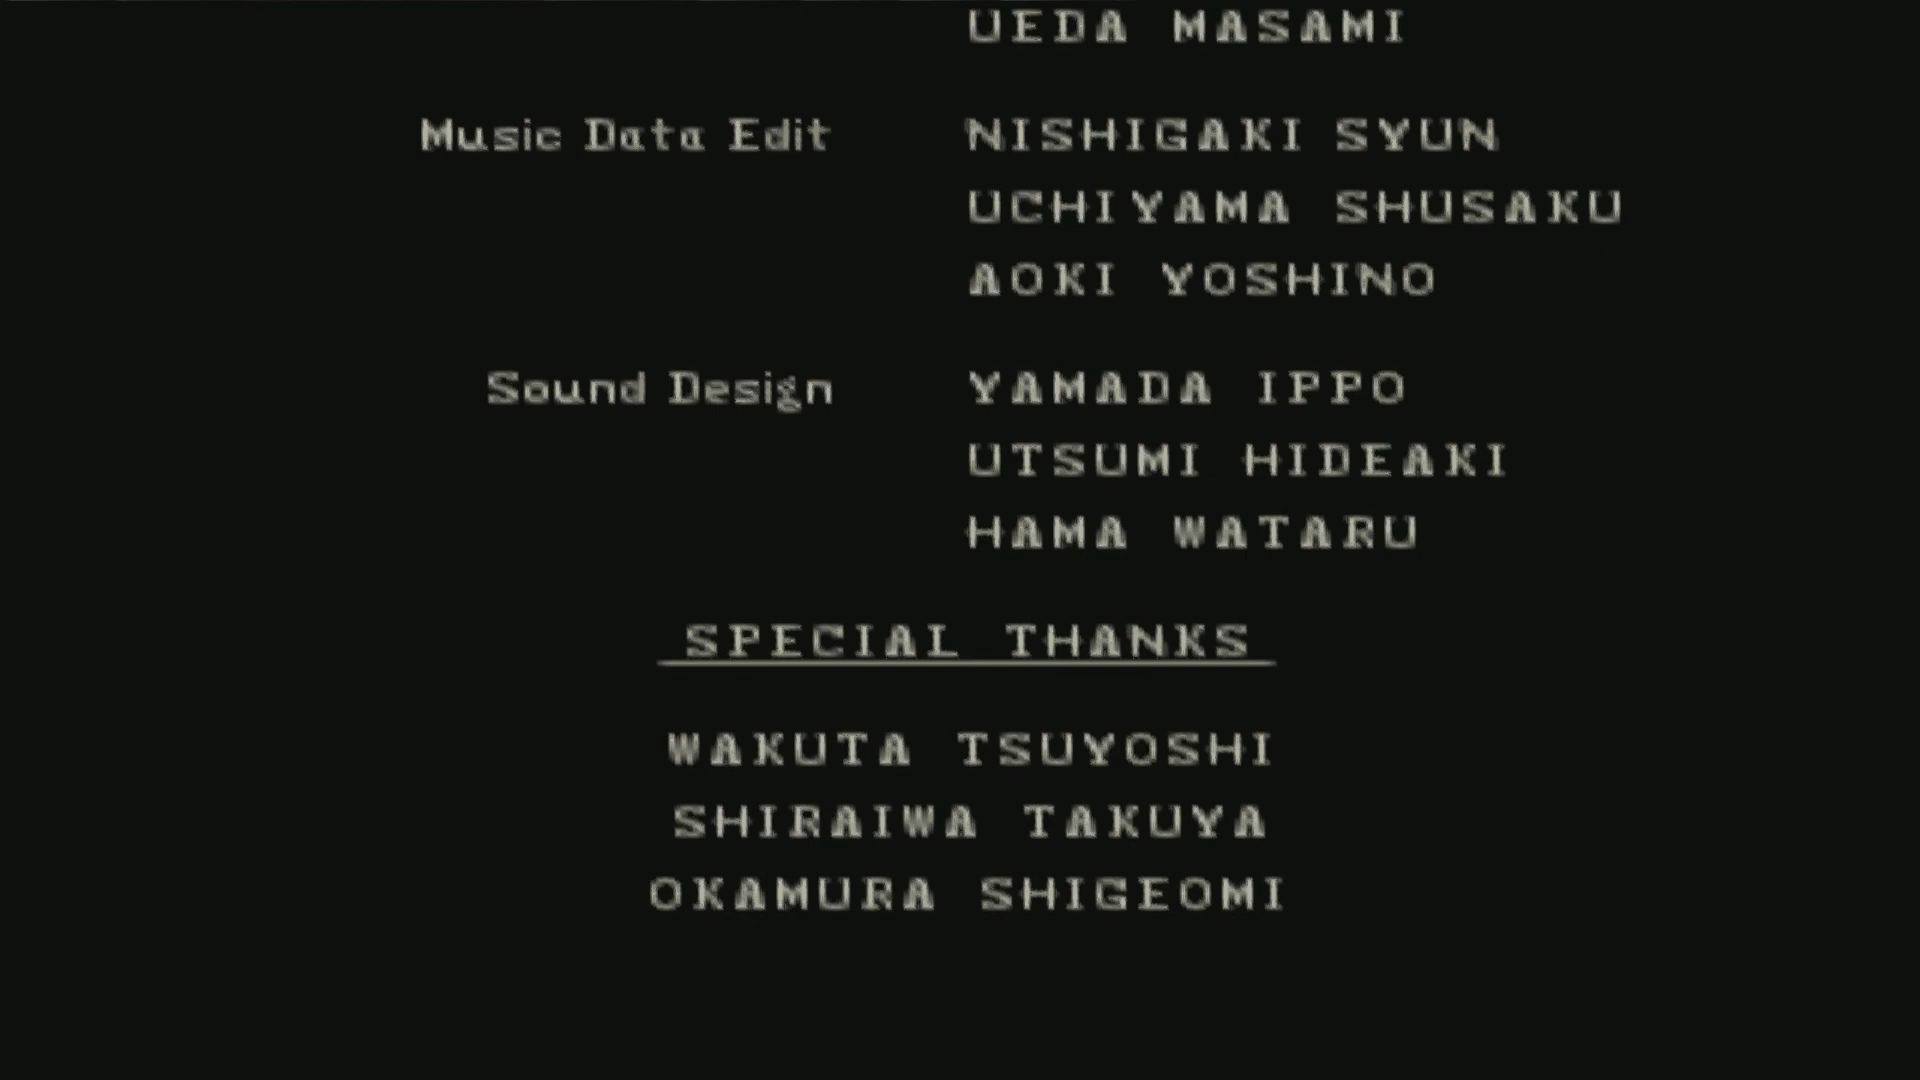 UEDA MASAMI
Music Data Edit NISHIGAKI SYUN
UCHIYAMA SHUSAKU
AOKI YOSHINO
Sound Design YAMADA IPPO
UTSUMI HIDEAKI
HAMA WATARU
SPECIAL THANKS
WAKUTA TSUYOSHI
SHIRAIWA TAKUYA
OKAMURA SHIGEOMI